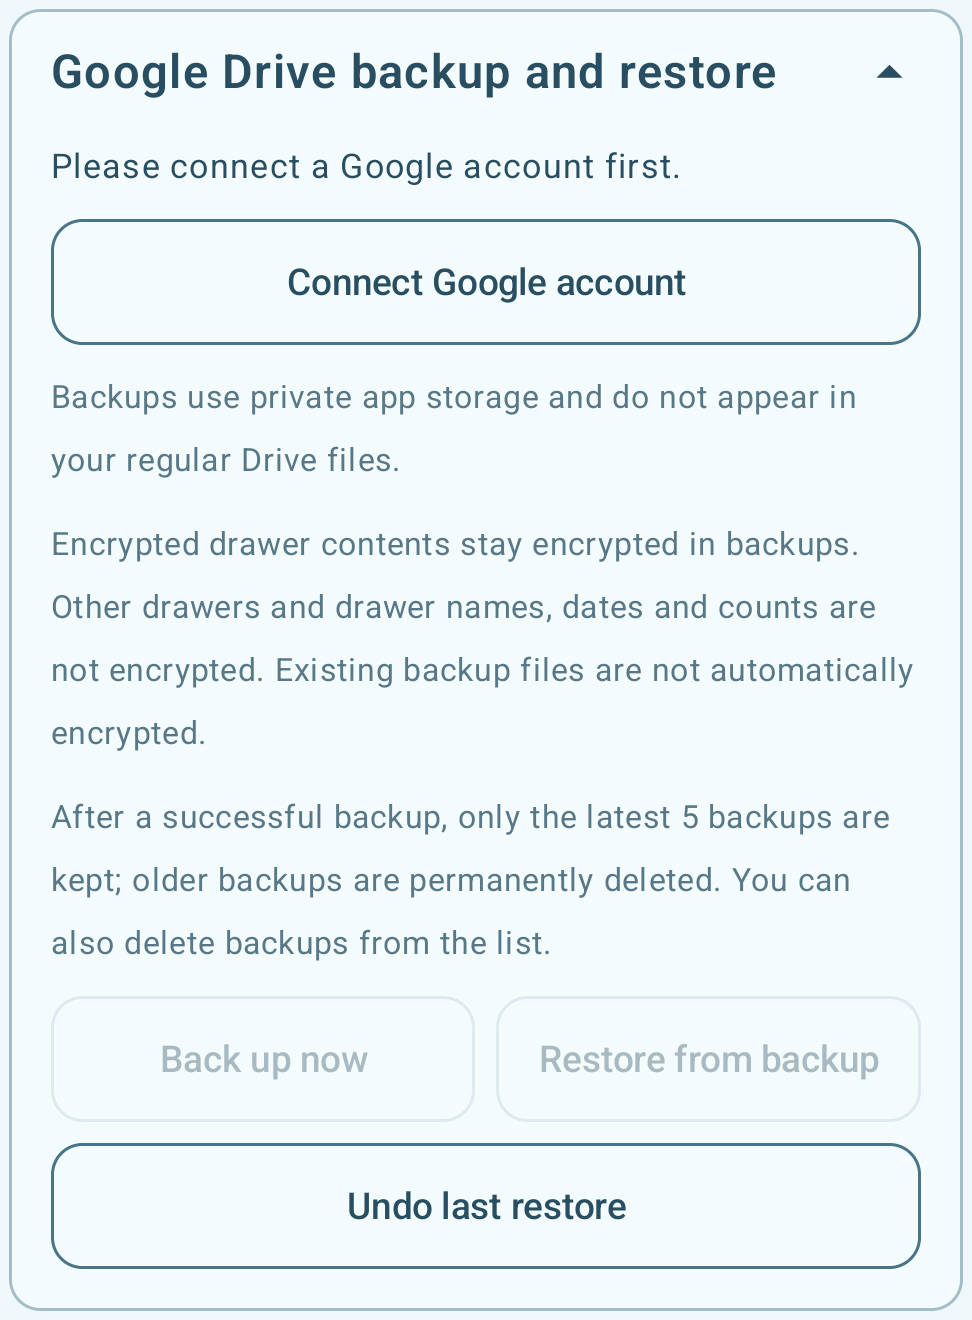 Google Drive backup and restore
Please connect a Google account first.
Connect Google account
Backups use private app storage and do not appear in
your regular Drive files.
Encrypted drawer contents stay encrypted in backups.
Other drawers and drawer names, dates and counts are
not encrypted. Existing backup files are not automatically
encrypted.
After a successful backup, only the latest 5 backups are
kept; older backups are permanently deleted. You can
also delete backups from the list.
Back up now
Restore from backup
Undo last restore